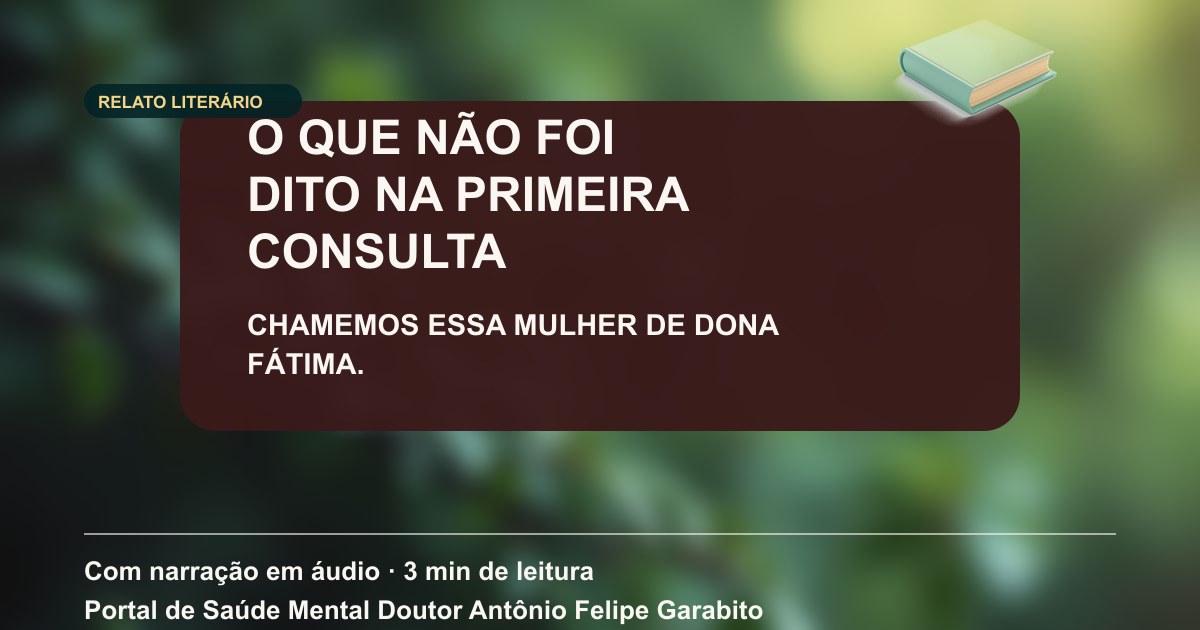 RELATO LITERÁRIO
O QUE NÃO FOI
DITO NA PRIMEIRA
CONSULTA
CHAMEMOS ESSA MULHER DE DONA
FÁTIMA.
Com narração em áudio · 3 min de leitura
Portal de Saúde Mental Doutor Antônio Felipe Garabito